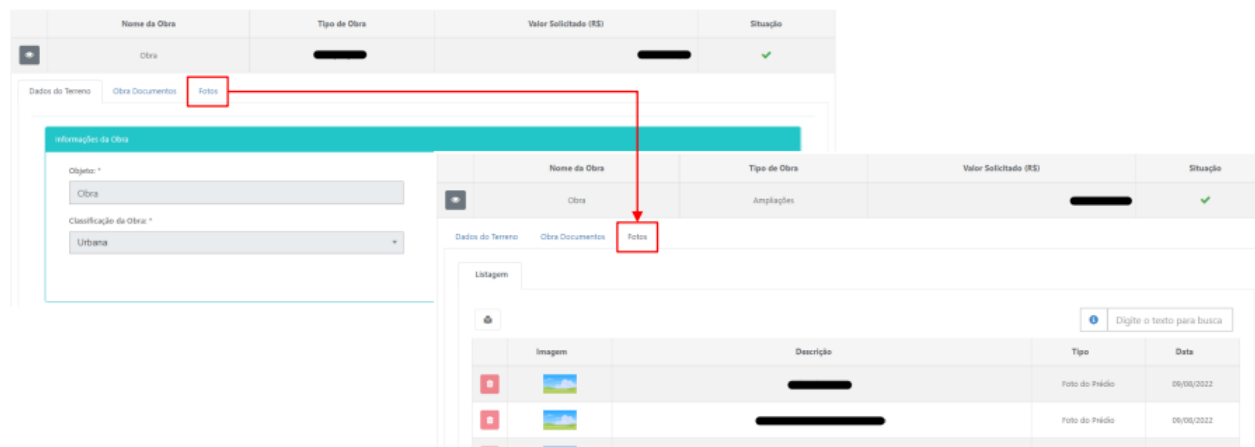 Nome da Obra Tipo de Obra Valor Solicitado (R$) Situação
Obra
Dados do Terreno Obra Documentos Fotos
Informações da Obra
Objeto: *
Obra
Classificação da Obra: *
Urbana
Nome da Obra Tipo de Obra Valor Solicitado (R$) Situação
Obra Ampliações
Dados do Terreno Obra Documentos Fotos
Listagem
Digite o texto para busca
Imagem Descrição Tipo Data
Foto do Prédio 09/08/2022
Foto do Prédio 09/08/2022